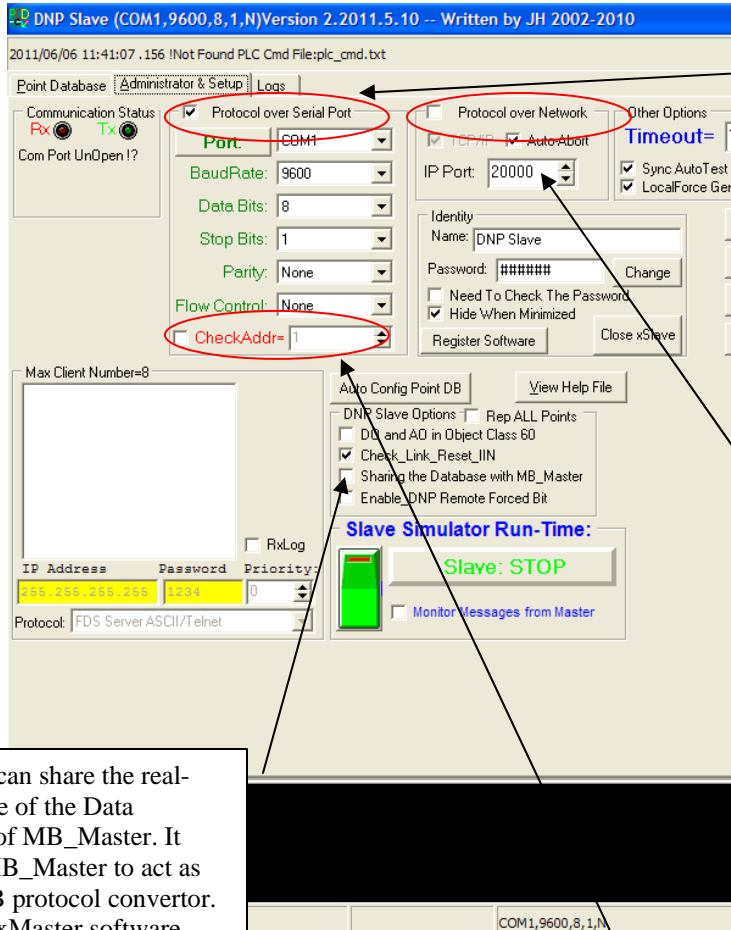 DNP Slave (COM1,9600,8,1,N)Version 2.2011.5.10 -- Written by JH 2002-2010
2011/06/06 11:41:07 .156 !Not Found PLC Cmd File:plc_cmd.txt
Point Database
Administrator & Setup
Logs
Communication Status
Rx Tx
Com Port UnOpen !?
Protocol over Serial Port
Port: COM1
BaudRate: 9600
Data Bits: 8
Stop Bits: 1
Parity: None
Flow Control: None
CheckAddr= 1
Protocol over Network
TCP/IP Auto-Abort
IP Port: 20000
Other Options
Timeout=
Sync AutoTest
LocalForce Ger
Identity
Name: DNP Slave
Password: ###### Change
Need To Check The Password
Hide When Minimized
Register Software
Close xSlave
Max Client Number=8
RxLog
IP Address Password Priority:
255.255.255.255 1234 0
Protocol: FDS Server ASCII/Telnet
Auto Config Point DB
View Help File
DNP Slave Options Rep ALL Points
DO and AO in Object Class 60
Check_Link_Reset_IIN
Sharing the Database with MB_Master
Enable_DNP Remote Forced Bit
Slave Simulator Run-Time:
Slave: STOP
Monitor Messages from Master
can share the real-
e of the Data
of MB_Master. It
MB_Master to act as
B protocol convertor.
xMaster software
COM1,9600,8,1,N